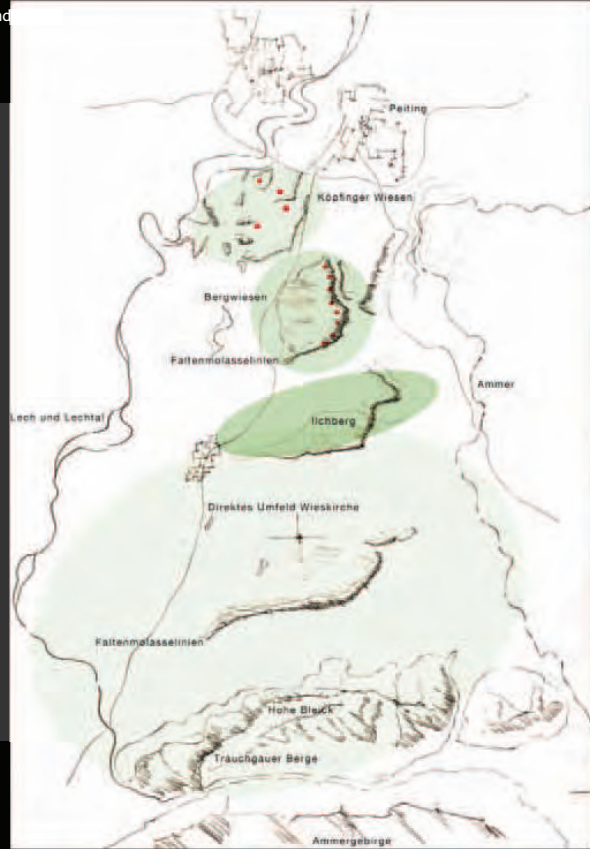 Peiting
Köpfinger Wiesen
Bergwiesen
Faltenmolasselinien
Ammer
Lech und Lechtal
Ilchberg
Direktes Umfeld Wieskirche
Faltenmolasselinien
Hohe Bleick
Trauchgauer Berge
Ammergebirge